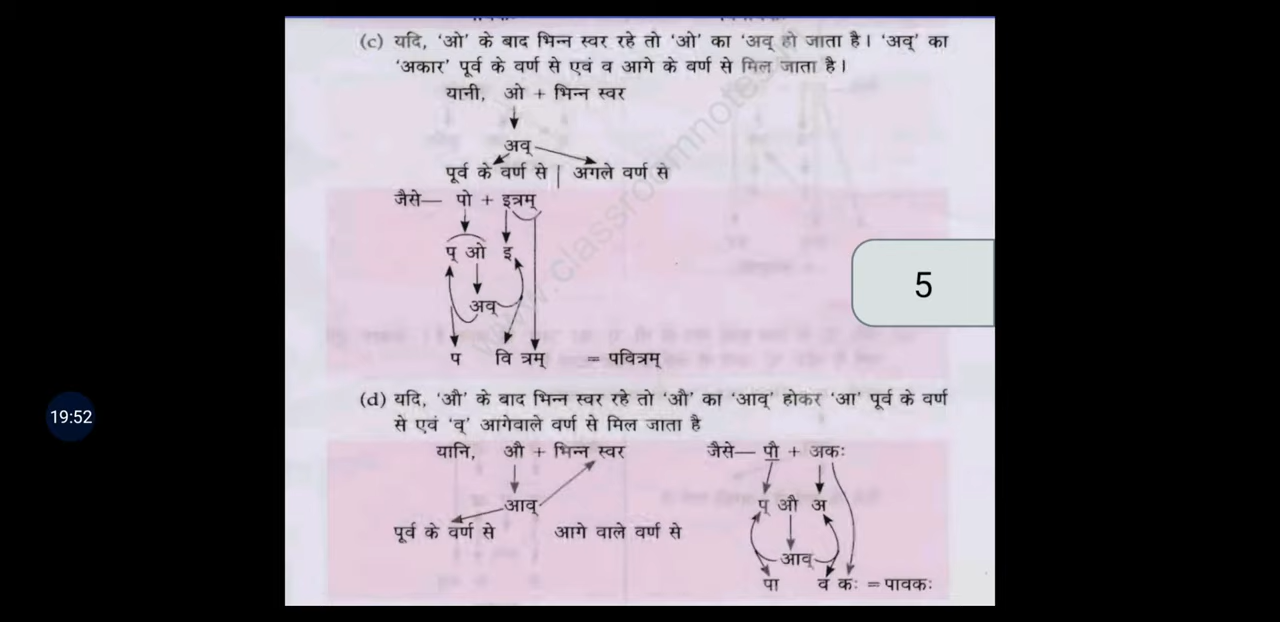 (c) यदि, ‘ओ’ के बाद भिन्न स्वर रहे तो ‘ओ’ का ‘अव् हो जाता है। ‘अव्’ का
‘अकार’ पूर्व के वर्ण से एवं व आगे के वर्ण से मिल जाता है।
यानी, ओ + भिन्न स्वर
अव्
पूर्व के वर्ण से | अगले वर्ण से
जैसे— पो + इत्रम्
प् ओ इ
अव्
प वि त्रम् = पवित्रम्
5
19:52
(d) यदि, ‘औ’ के बाद भिन्न स्वर रहे तो ‘औ’ का ‘आव्’ होकर ‘आ’ पूर्व के वर्ण
से एवं ‘व्’ आगेवाले वर्ण से मिल जाता है
यानि, औ + भिन्न स्वर
आव्
पूर्व के वर्ण से आगे वाले वर्ण से
जैसे— पौ + अकः
प् औ अ
आव्
पा व कः = पावकः
www.classroomnotes